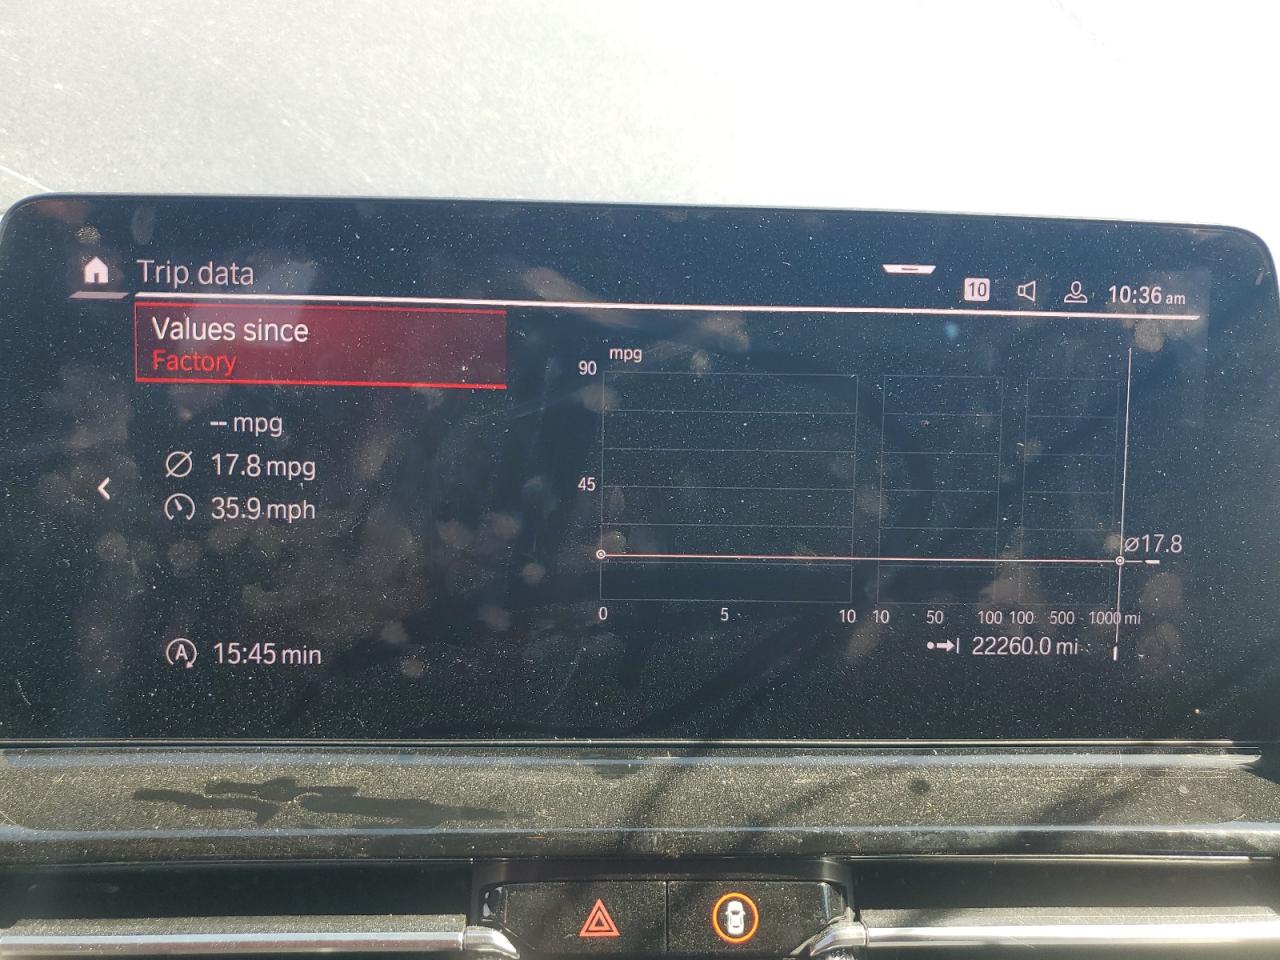 Trip data
10
10:36 am
Values since
Factory
-- mpg
Ø 17.8 mpg
35.9 mph
A 15:45 min
mpg
90
45
Ø17.8
0 5 10 10 50 100 100 500 1000 mi
22260.0 mi